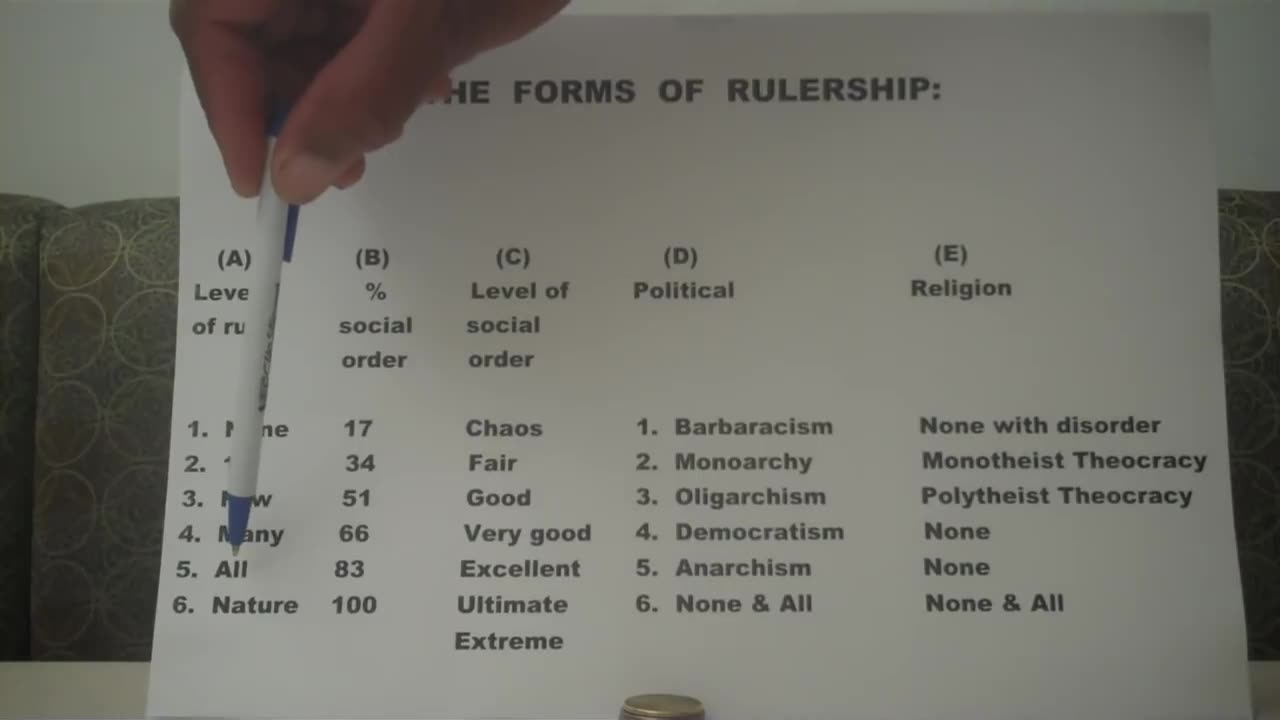 THE FORMS OF RULERSHIP:
(A) (B) (C) (D) (E)
% Level of Political Religion
of social social
order order
1. 17 Chaos 1. Barbaracism None with disorder
2. 34 Fair 2. Monoarchy Monotheist Theocracy
3. 51 Good 3. Oligarchism Polytheist Theocracy
4. Many 66 Very good 4. Democratism None
5. All 83 Excellent 5. Anarchism None
6. Nature 100 Ultimate 6. None & All None & All
Extreme